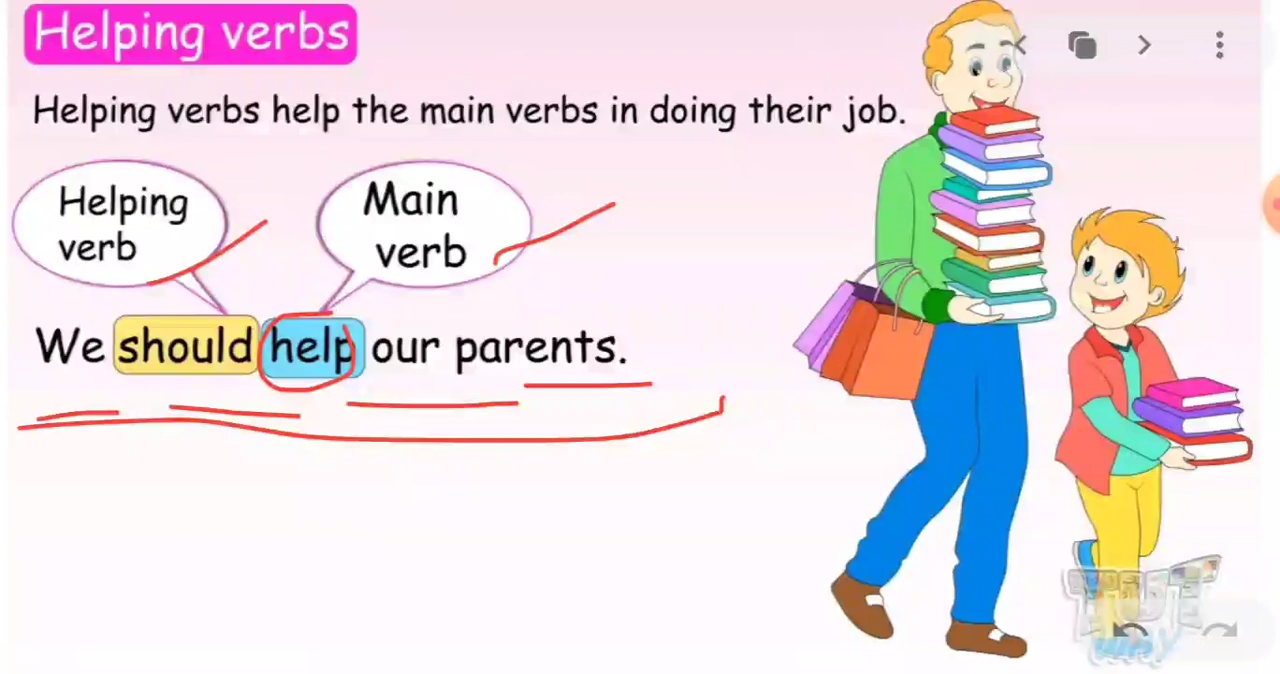 Helping verbs
Helping verbs help the main verbs in doing their job.
Helping
verb
Main
verb
We should help our parents.